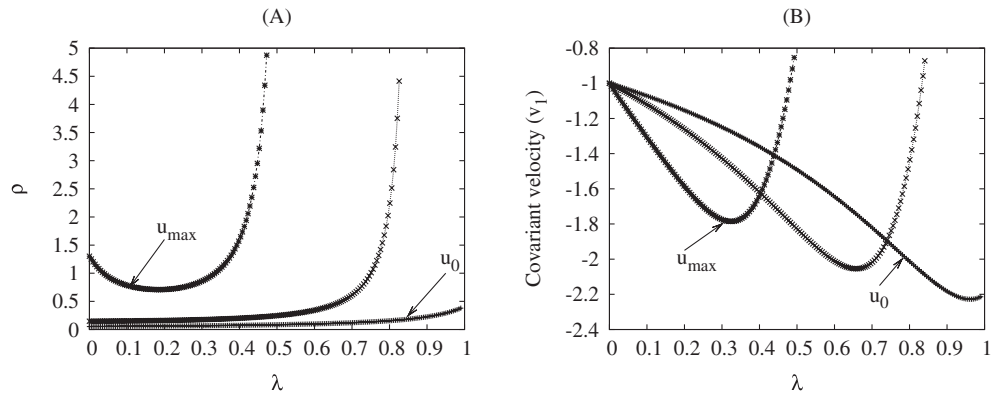 (A)
5
4.5
4
3.5
3
2.5
2
1.5
1
0.5
0
ρ
u_max
u_0
0 0.1 0.2 0.3 0.4 0.5 0.6 0.7 0.8 0.9 1
λ
(B)
-0.8
-1
-1.2
-1.4
-1.6
-1.8
-2
-2.2
-2.4
Covariant velocity (v_1)
u_max
u_0
0 0.1 0.2 0.3 0.4 0.5 0.6 0.7 0.8 0.9 1
λ